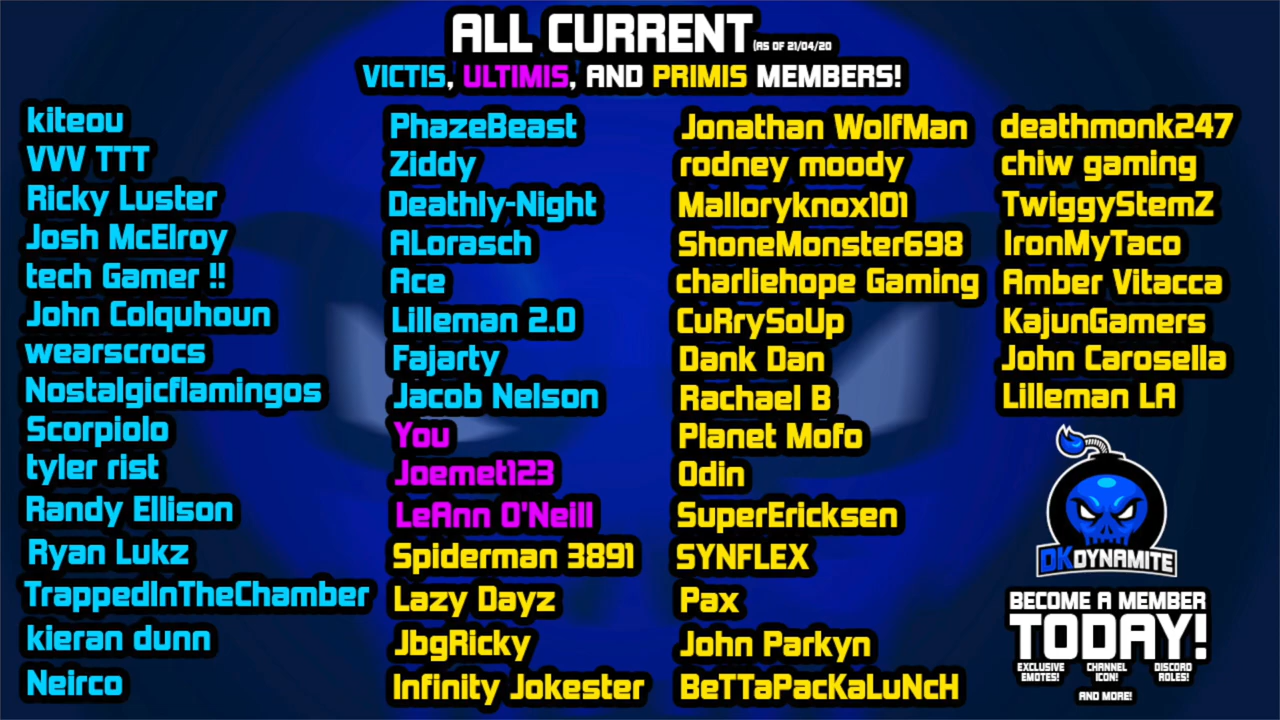 ALL CURRENT (AS OF 21/04/20
VICTIS, ULTIMIS, AND PRIMIS MEMBERS!
kiteou
VVV TTT
Ricky Luster
Josh McElroy
tech Gamer !!
John Colquhoun
wearscrocs
Nostalgicflamingos
Scorpiolo
tyler rist
Randy Ellison
Ryan Lukz
TrappedInTheChamber
kieran dunn
Neirco
PhazeBeast
Ziddy
Deathly-Night
ALorasch
Ace
Lilleman 2.0
Fajarty
Jacob Nelson
You
Joemet123
LeAnn O'Neill
Spiderman 3891
Lazy Dayz
JbgRicky
Infinity Jokester
Jonathan WolfMan
rodney moody
Malloryknox101
ShoneMonster698
charliehope Gaming
CuRrySoUp
Dank Dan
Rachael B
Planet Mofo
Odin
SuperEricksen
SYNFLEX
Pax
John Parkyn
BeTTaPacKaLuNcH
deathmonk247
chiw gaming
TwiggyStemZ
IronMyTaco
Amber Vitacca
KajunGamers
John Carosella
Lilleman LA
DKDYNAMITE
BECOME A MEMBER
TODAY!
EXCLUSIVE EMOTES!
CHANNEL ICON!
DISCORD ROLES!
AND MORE!